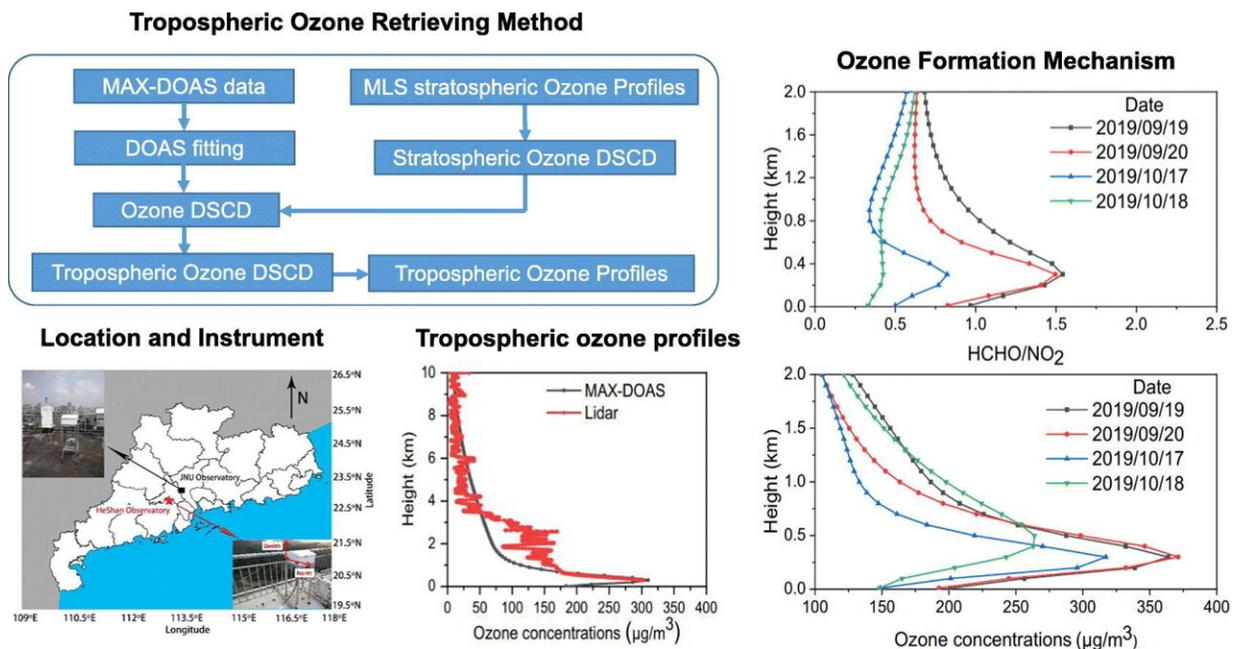 Tropospheric Ozone Retrieving Method
MAX-DOAS data
MLS stratospheric Ozone Profiles
DOAS fitting
Stratospheric Ozone DSCD
Ozone DSCD
Tropospheric Ozone DSCD
Tropospheric Ozone Profiles
Ozone Formation Mechanism
2.0
1.6
1.2
0.8
0.4
0.0
Height (km)
Date
2019/09/19
2019/09/20
2019/10/17
2019/10/18
0.0 0.5 1.0 1.5 2.0 2.5
HCHO/NO₂
Location and Instrument
N
JNU Observatory
HeShan Observatory
Zenith
North
26.5°N
25.5°N
24.5°N
23.5°N
22.5°N
21.5°N
20.5°N
19.5°N
Latitude
109°E 110.5°E 112°E 113.5°E 115°E 116.5°E 118°E
Longitude
Tropospheric ozone profiles
10
8
6
4
2
0
Height (km)
MAX-DOAS
Lidar
0 50 100 150 200 250 300 350 400
Ozone concentrations (μg/m³)
2.0
1.5
1.0
0.5
0.0
Height (km)
Date
2019/09/19
2019/09/20
2019/10/17
2019/10/18
100 150 200 250 300 350 400
Ozone concentrations (μg/m³)